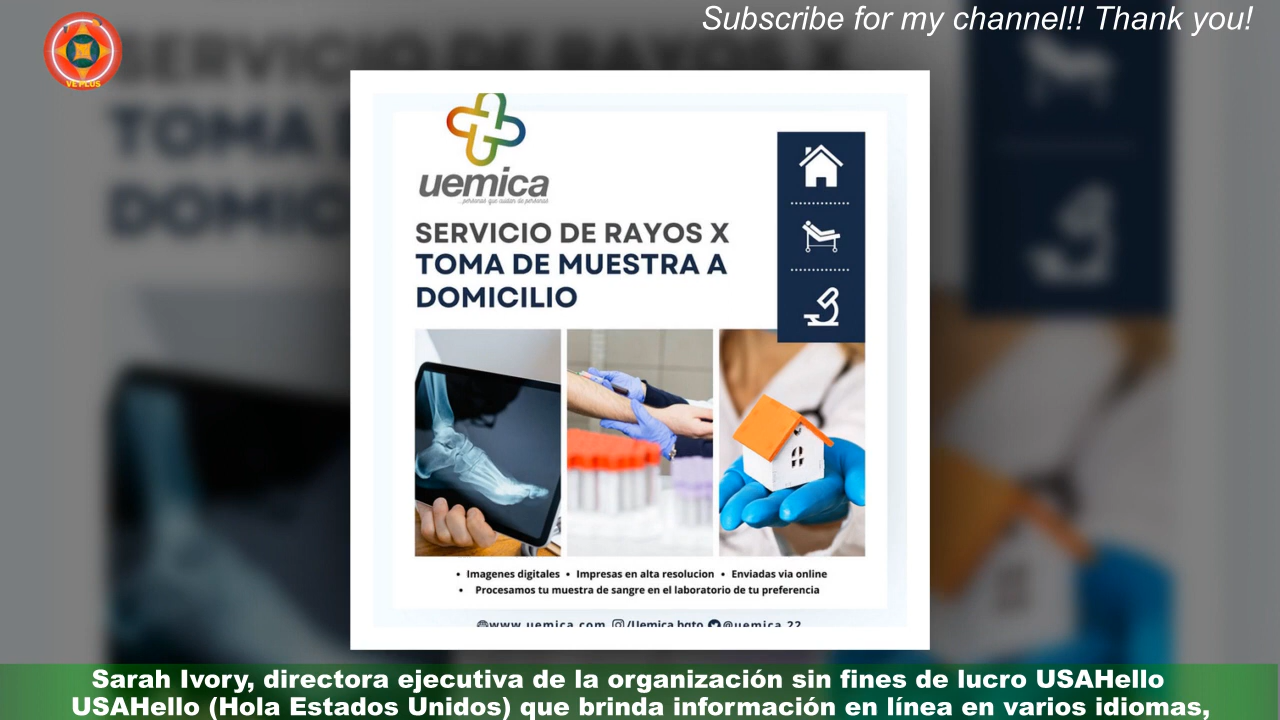 Subscribe for my channel!! Thank you!
VE PLUS
uemica
...personas que cuidan de personas
SERVICIO DE RAYOS X
TOMA DE MUESTRA A
DOMICILIO
• Imagenes digitales • Impresas en alta resolucion • Enviadas via online
• Procesamos tu muestra de sangre en el laboratorio de tu preferencia
www.uemica.com /Uemica.bqto @uemica_22
Sarah Ivory, directora ejecutiva de la organización sin fines de lucro USAHello
USAHello (Hola Estados Unidos) que brinda información en línea en varios idiomas,